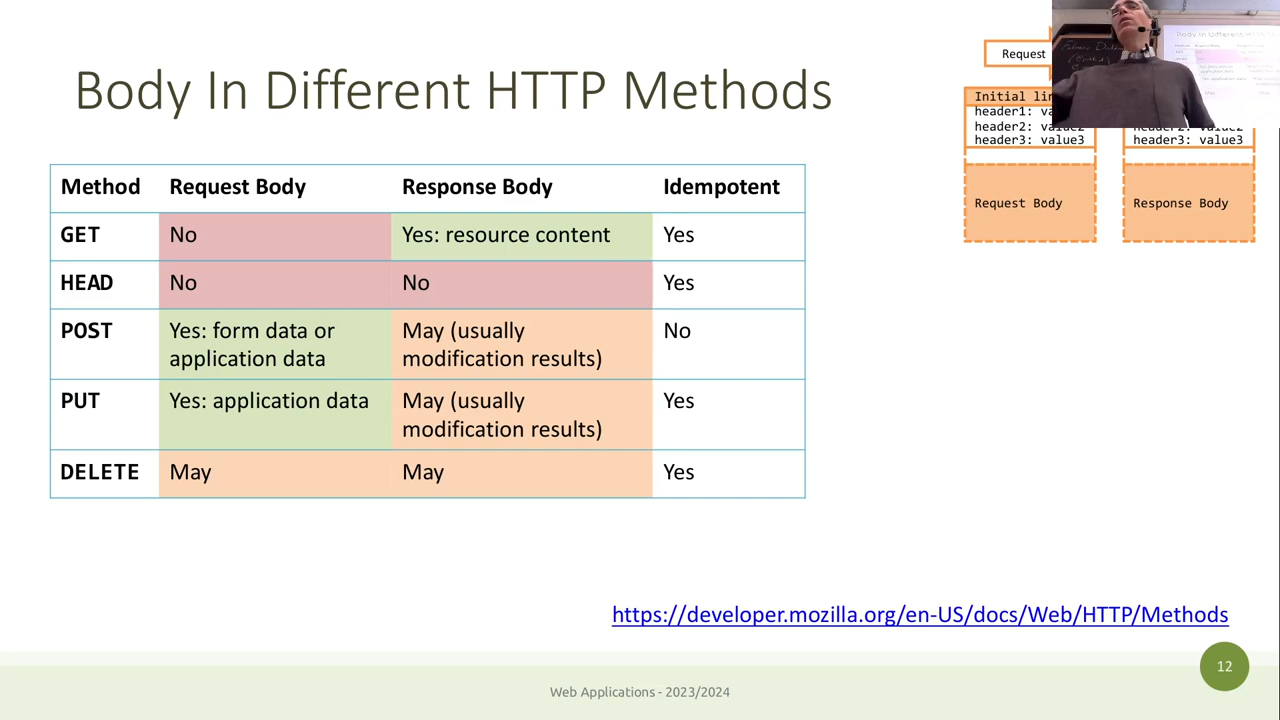 Body In Different HTTP Methods
Request
Initial
header1:
header2: value2
header3: value3
header2: value2
header3: value3
Request Body
Response Body
Method Request Body Response Body Idempotent
GET No Yes: resource content Yes
HEAD No No Yes
POST Yes: form data or May (usually No
application data modification results)
PUT Yes: application data May (usually Yes
modification results)
DELETE May May Yes
https://developer.mozilla.org/en-US/docs/Web/HTTP/Methods
12
Web Applications - 2023/2024